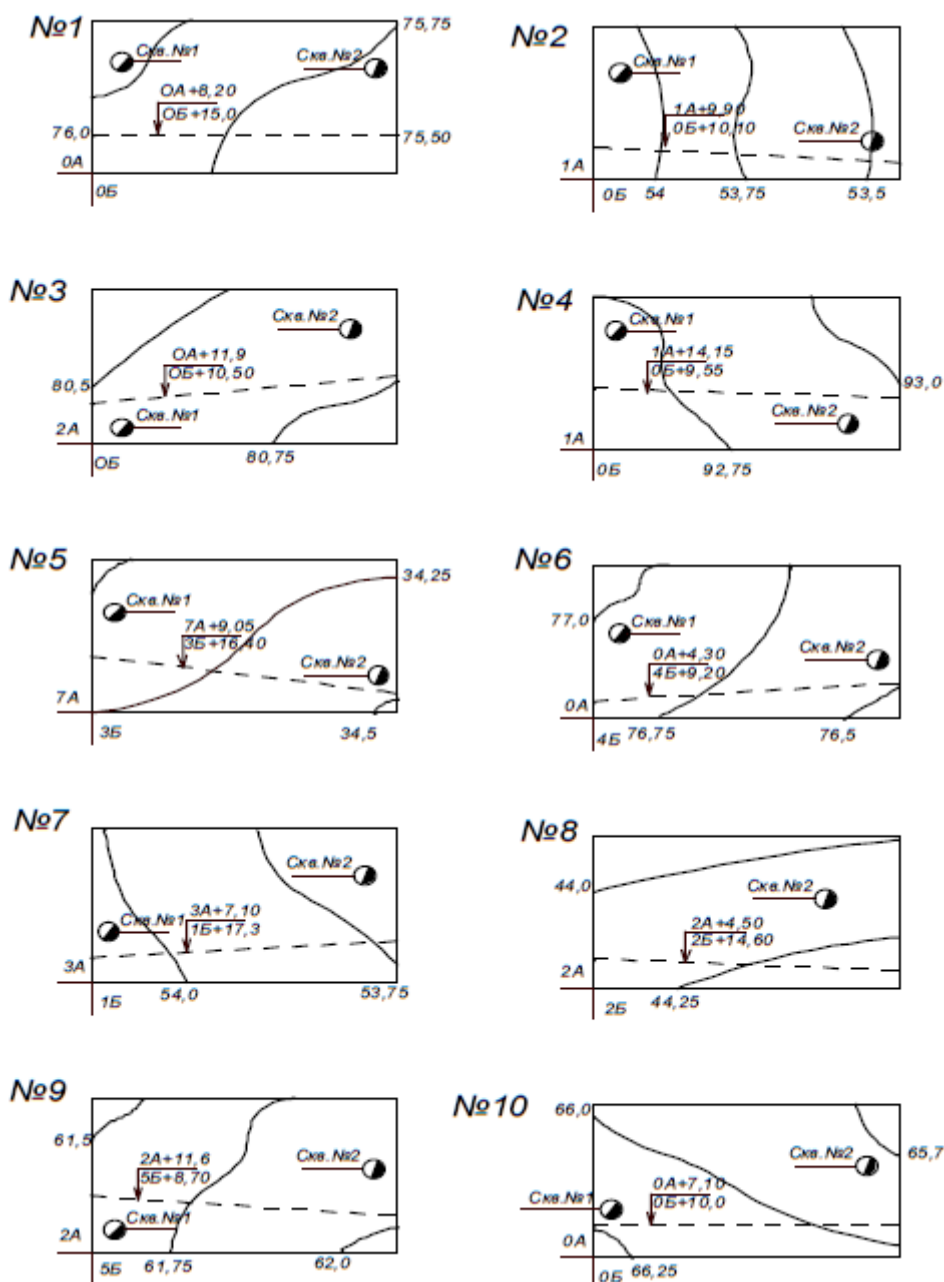 №1
75,75
Скв.№1
Скв.№2
ОА+8,20
ОБ+15,0
76,0
75,50
0А
0Б
№2
Скв.№1
1А+9,90
0Б+10,10
Скв.№2
1А
0Б
54
53,75
53,5
№3
Скв.№2
ОА+11,9
ОБ+10,50
80,5
Скв.№1
2А
ОБ
80,75
№4
Скв.№1
1А+14,15
0Б+9,55
93,0
Скв.№2
1А
0Б
92,75
№5
34,25
Скв.№1
7А+9,05
3Б+16,40
Скв.№2
7А
3Б
34,5
№6
77,0
Скв.№1
0А+4,30
4Б+9,20
Скв.№2
0А
4Б
76,75
76,5
№7
Скв.№2
Скв.№1
3А+7,10
1Б+17,3
3А
1Б
54,0
53,75
№8
44,0
Скв.№2
2А+4,50
2Б+14,60
2А
2Б
44,25
№9
61,5
2А+11,6
5Б+8,70
Скв.№2
Скв.№1
2А
5Б
61,75
62,0
№10
66,0
Скв.№2
65,7
Скв.№1
0А+7,10
0Б+10,0
0А
0Б
66,25